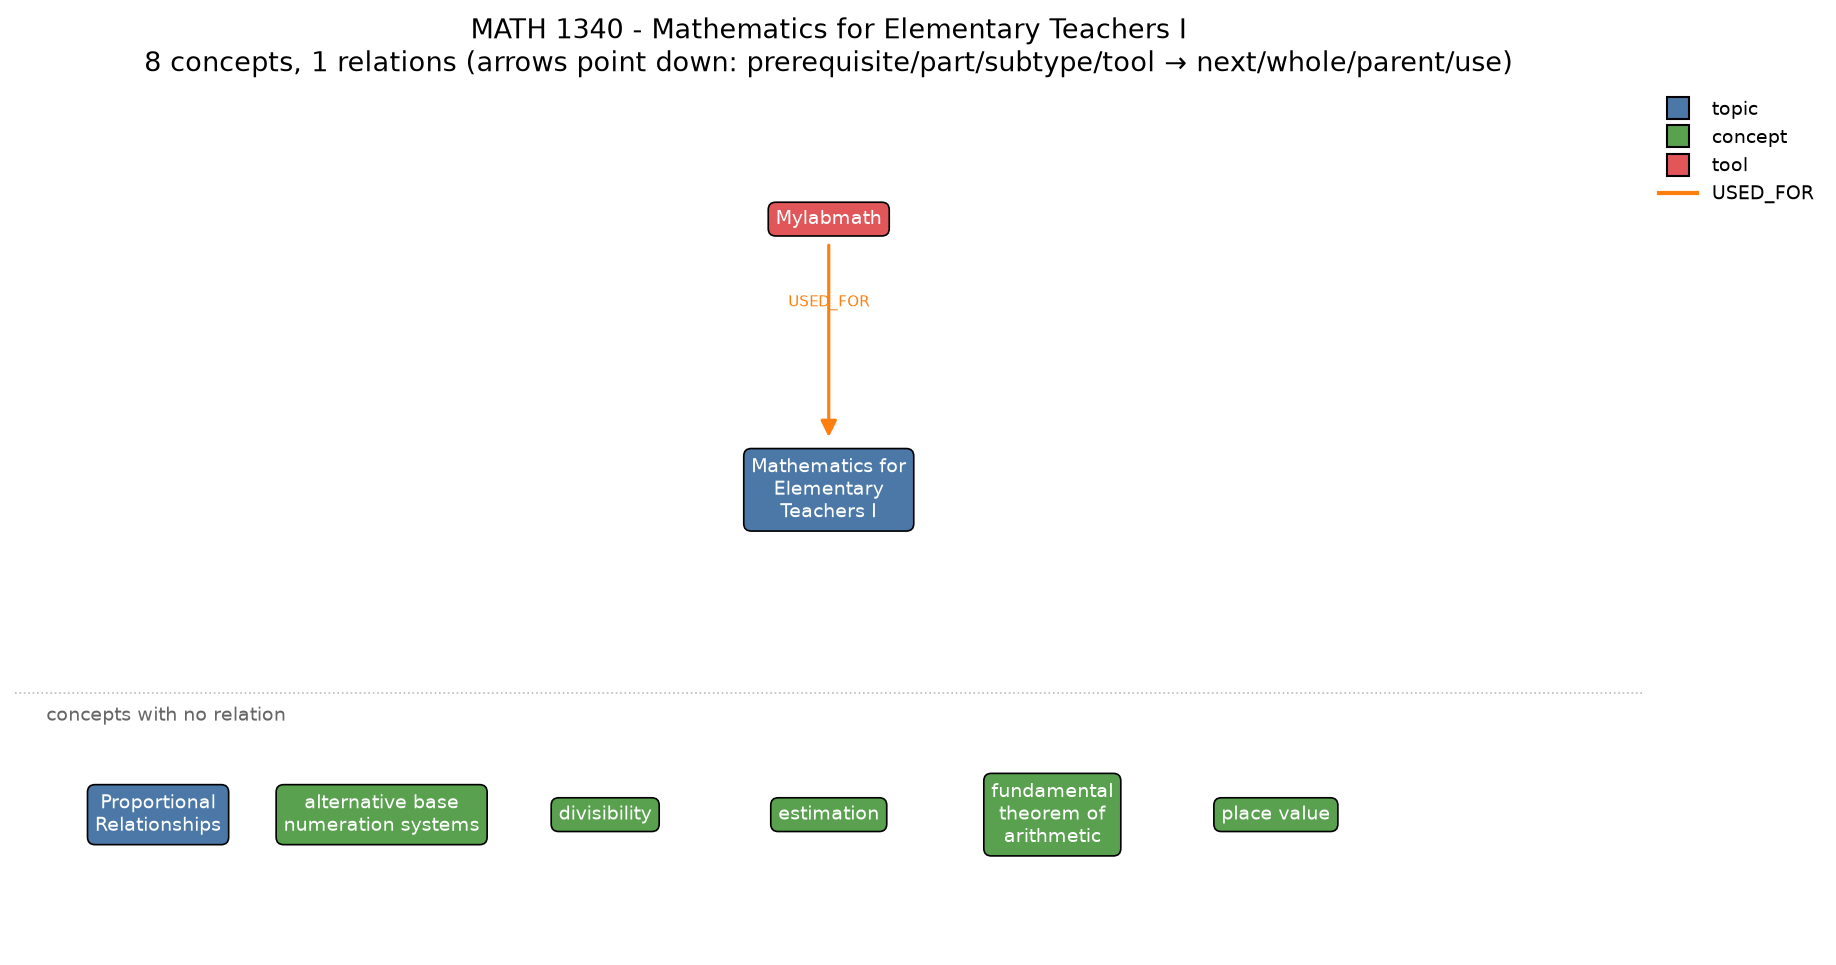 MATH 1340 - Mathematics for Elementary Teachers I
8 concepts, 1 relations (arrows point down: prerequisite/part/subtype/tool → next/whole/parent/use)
topic
concept
tool
USED_FOR
Mylabmath
USED_FOR
Mathematics for
Elementary
Teachers I
concepts with no relation
Proportional
Relationships
alternative base
numeration systems
divisibility
estimation
fundamental
theorem of
arithmetic
place value